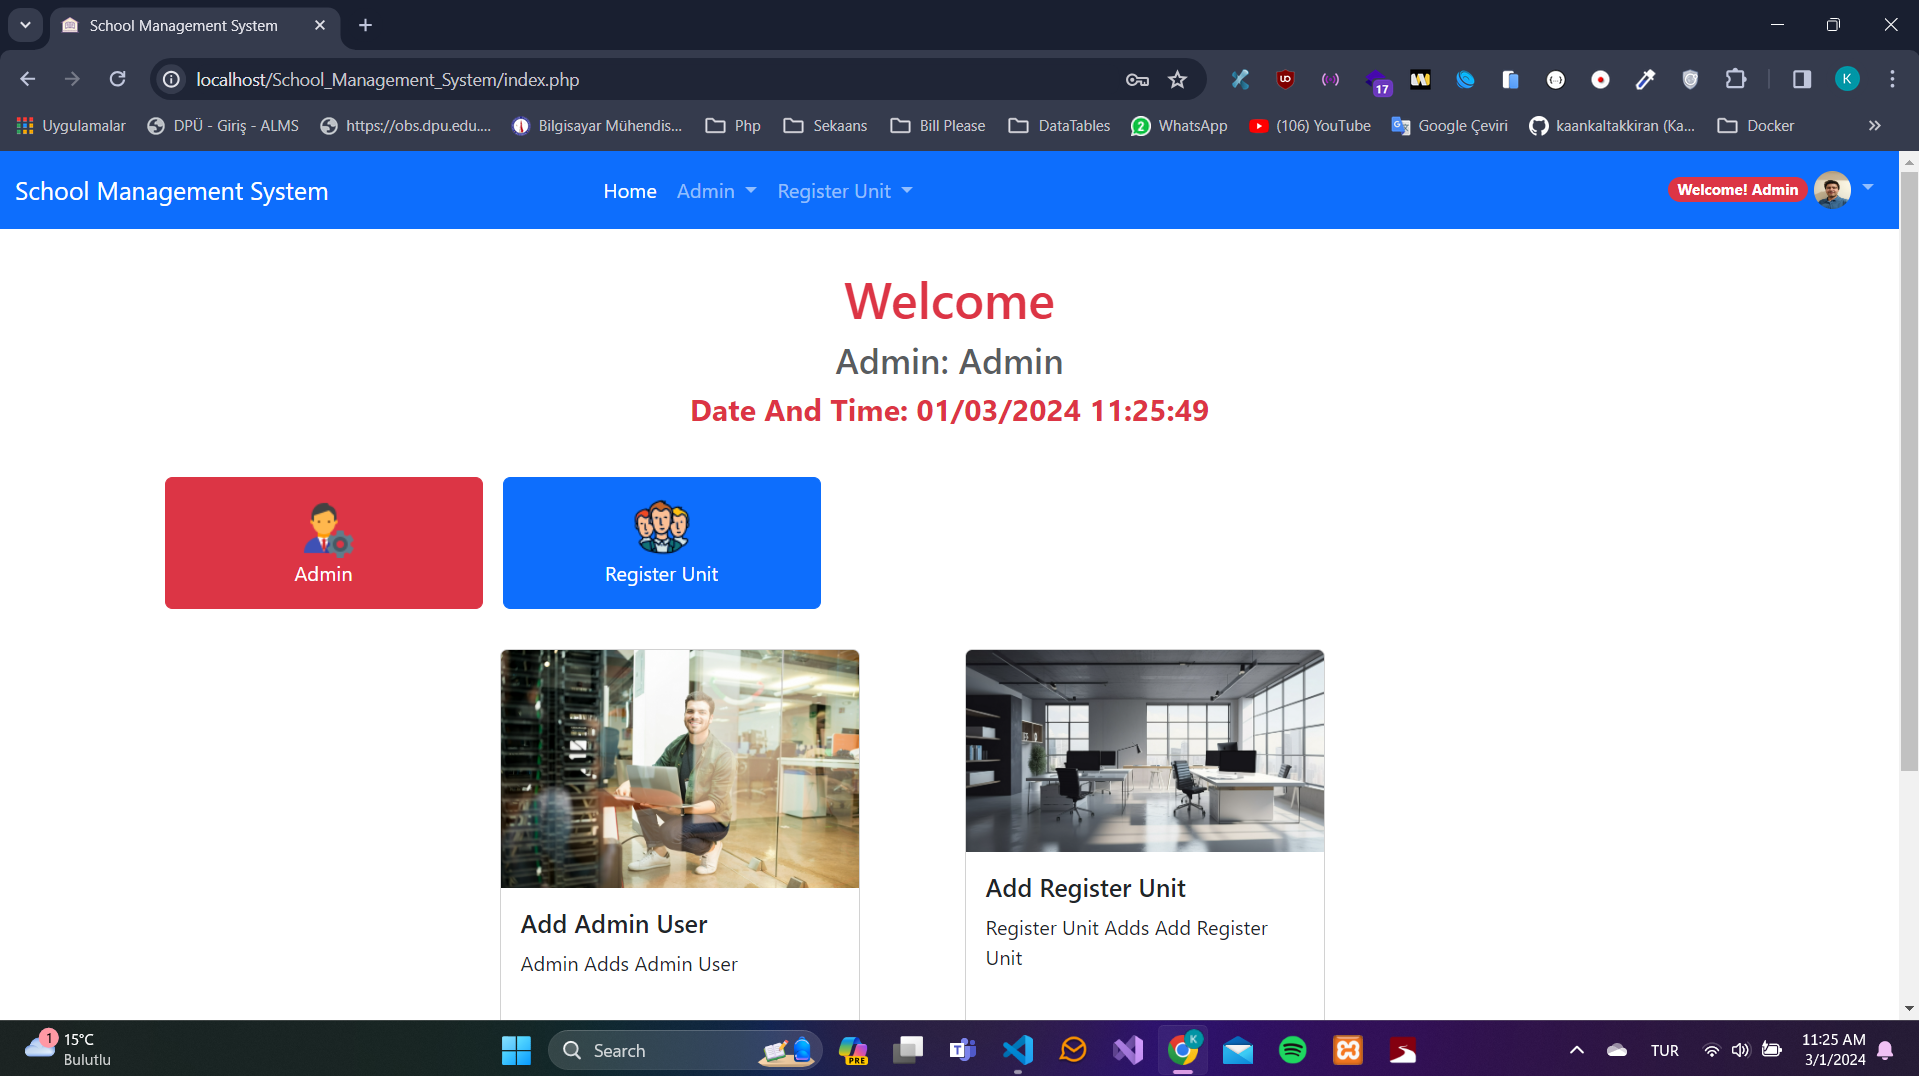 School Management System
localhost/School_Management_System/index.php
17
K
Uygulamalar
DPÜ - Giriş - ALMS
https://obs.dpu.edu....
Bilgisayar Mühendis...
Php
Sekaans
Bill Please
DataTables
2
WhatsApp
(106) YouTube
Google Çeviri
kaankaltakkiran (Ka...
Docker
School Management System
Home
Admin
Register Unit
Welcome! Admin
Welcome
Admin: Admin
Date And Time: 01/03/2024 11:25:49
Admin
Register Unit
Add Admin User
Admin Adds Admin User
Add Register Unit
Register Unit Adds Add Register
Unit
1
15°C
Bulutlu
Search
PRE
K
TUR
11:25 AM
3/1/2024